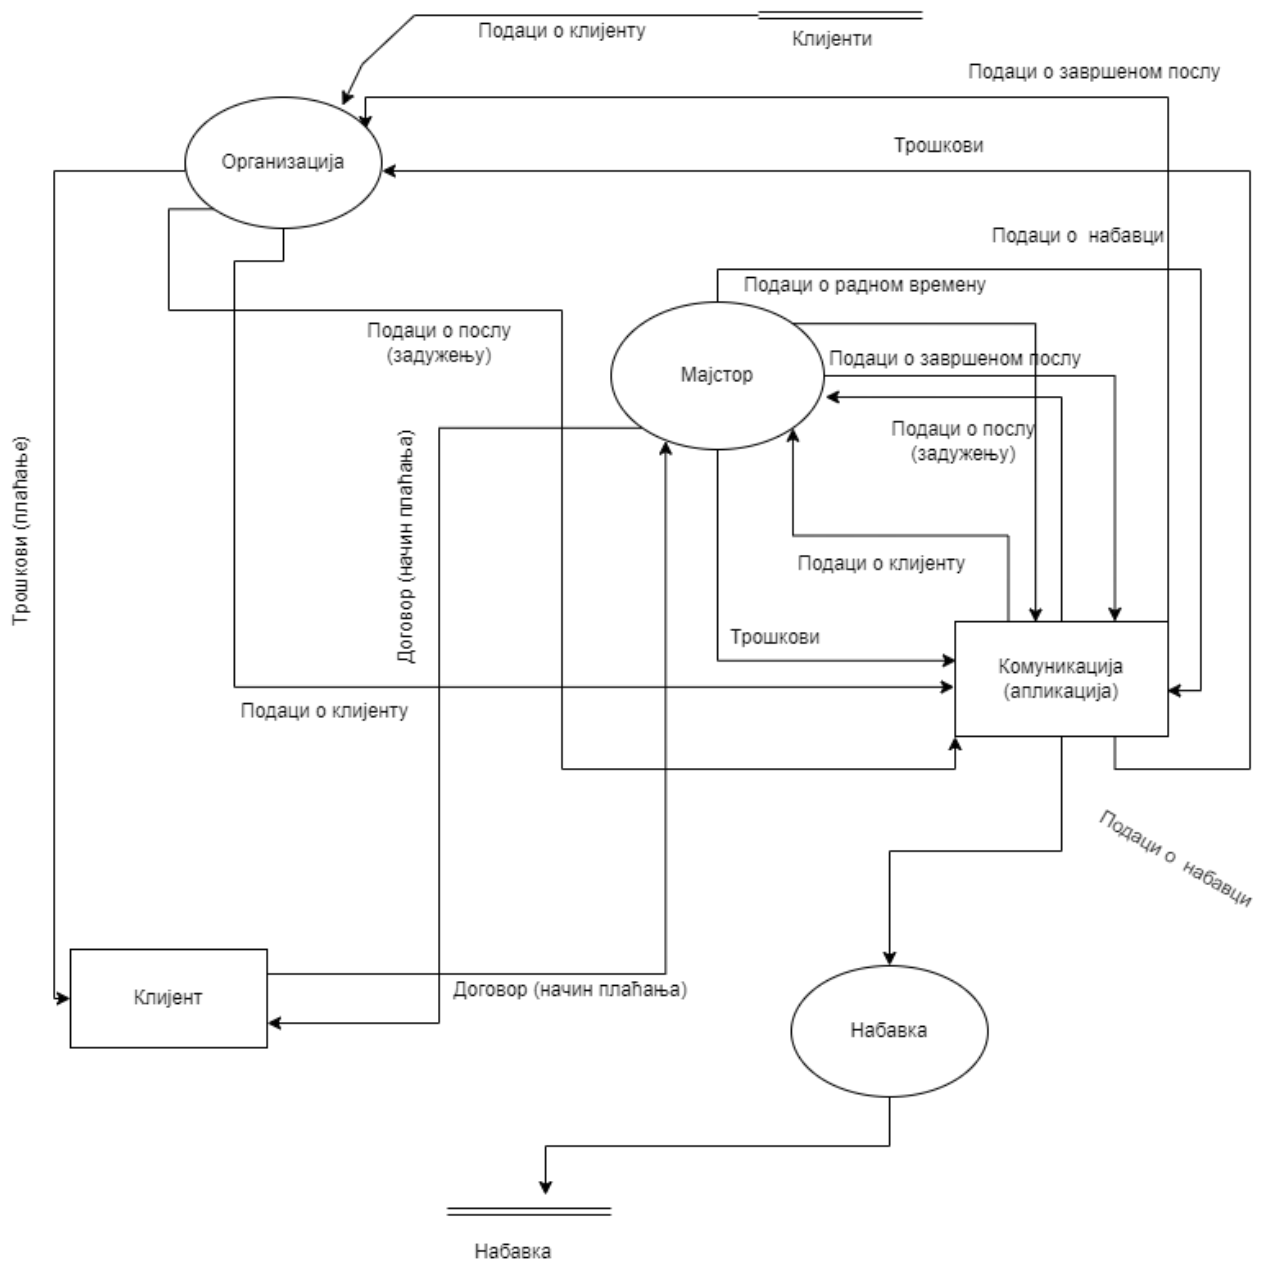 Подаци о клијенту
Клијенти
Подаци о завршеном послу
Трошкови
Организација
Подаци о  набавци
Подаци о радном времену
Подаци о послу
(задужењу)
Подаци о завршеном послу
Мајстор
Подаци о послу
(задужењу)
Трошкови (плаћање)
Договор (начин плаћања)
Подаци о клијенту
Трошкови
Комуникација
(апликација)
Подаци о клијенту
Подаци о  набавци
Клијент
Договор (начин плаћања)
Набавка
Набавка